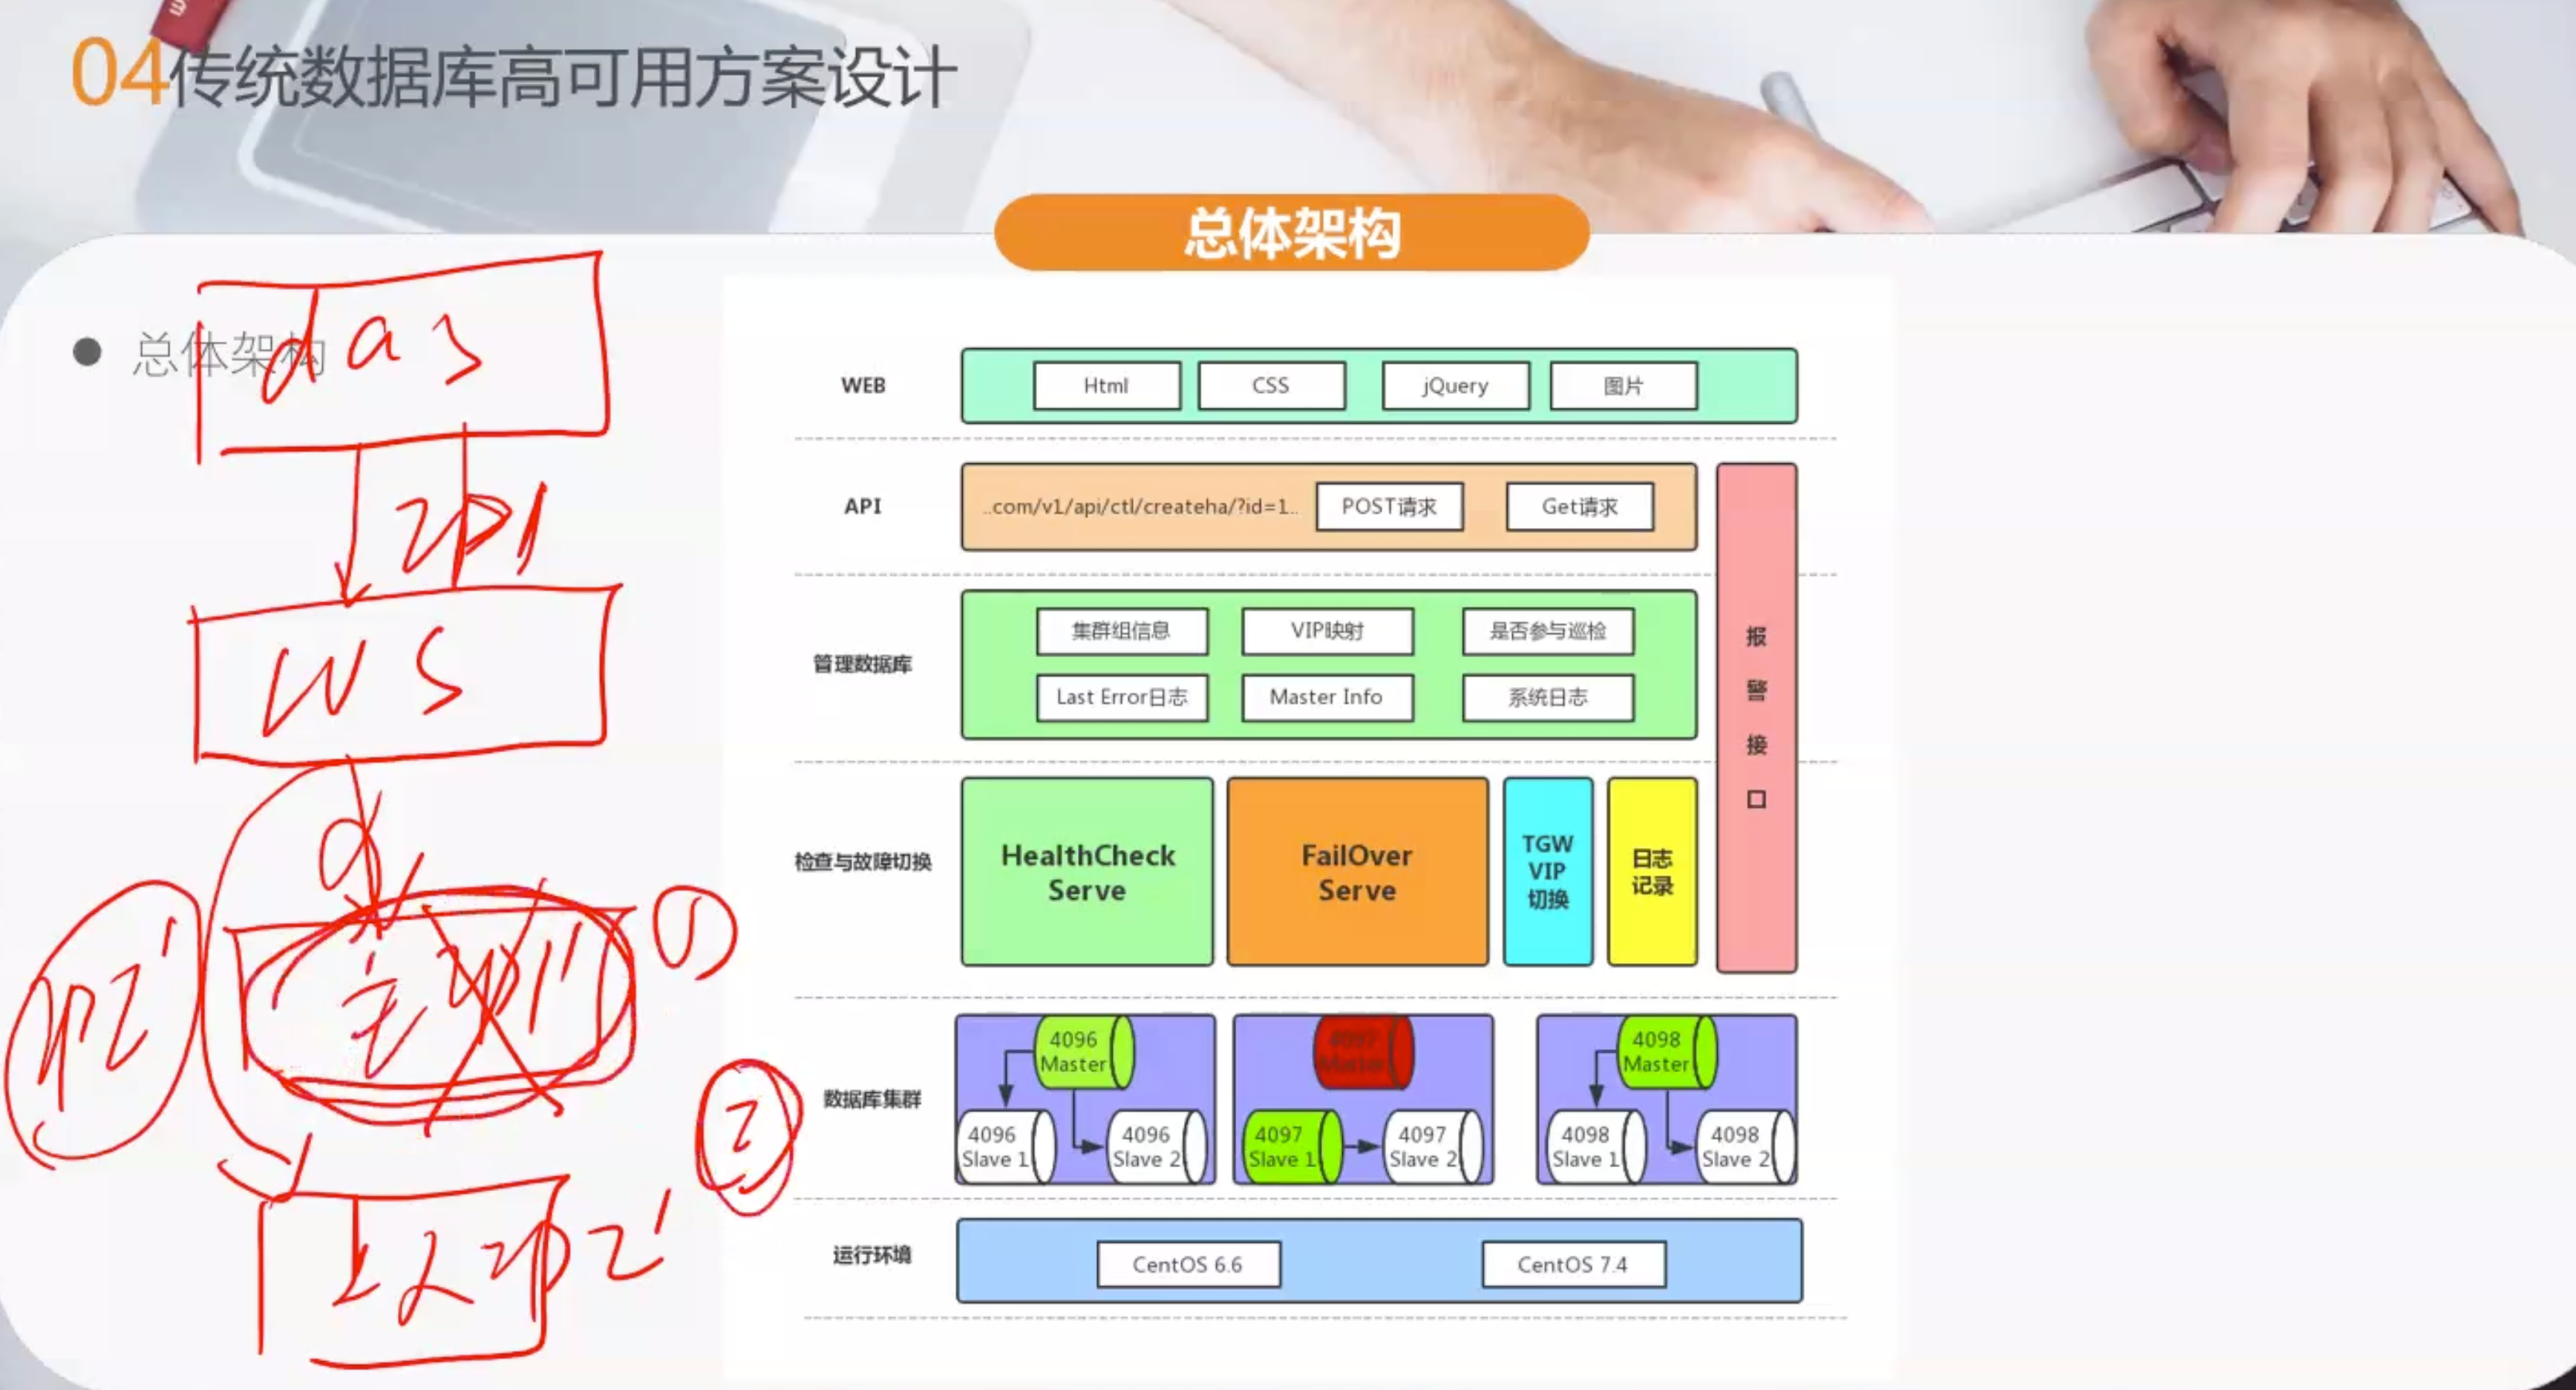 04传统数据库高可用方案设计
总体架构
总体架构
das
api
WS
主
①
②
WEB
Html
CSS
jQuery
图片
API
..com/v1/api/ctl/createha/?id=1..
POST请求
Get请求
管理数据库
集群组信息
VIP映射
是否参与巡检
Last Error日志
Master Info
系统日志
报
警
接
口
检查与故障切换
HealthCheck
Serve
FailOver
Serve
TGW
VIP
切换
日志
记录
数据库集群
4096
Master
4096
Slave 1
4096
Slave 2
4097
Master
4097
Slave 1
4097
Slave 2
4098
Master
4098
Slave 1
4098
Slave 2
运行环境
CentOS 6.6
CentOS 7.4